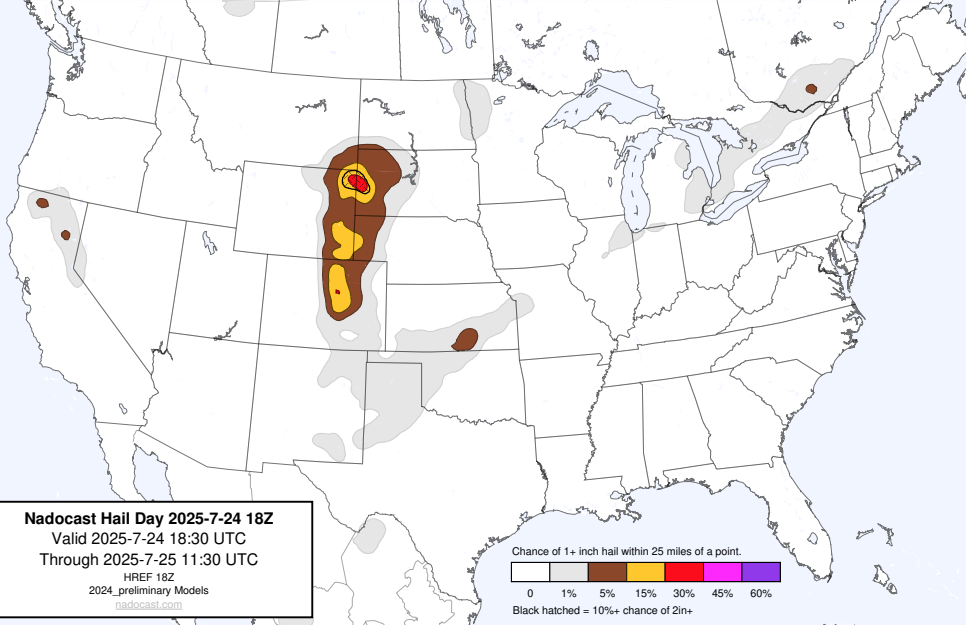 Nadocast Hail Day 2025-7-24 18Z
Valid 2025-7-24 18:30 UTC
Through 2025-7-25 11:30 UTC
HREF 18Z
2024_preliminary Models
nadocast.com
Chance of 1+ inch hail within 25 miles of a point.
0 1% 5% 15% 30% 45% 60%
Black hatched = 10%+ chance of 2in+